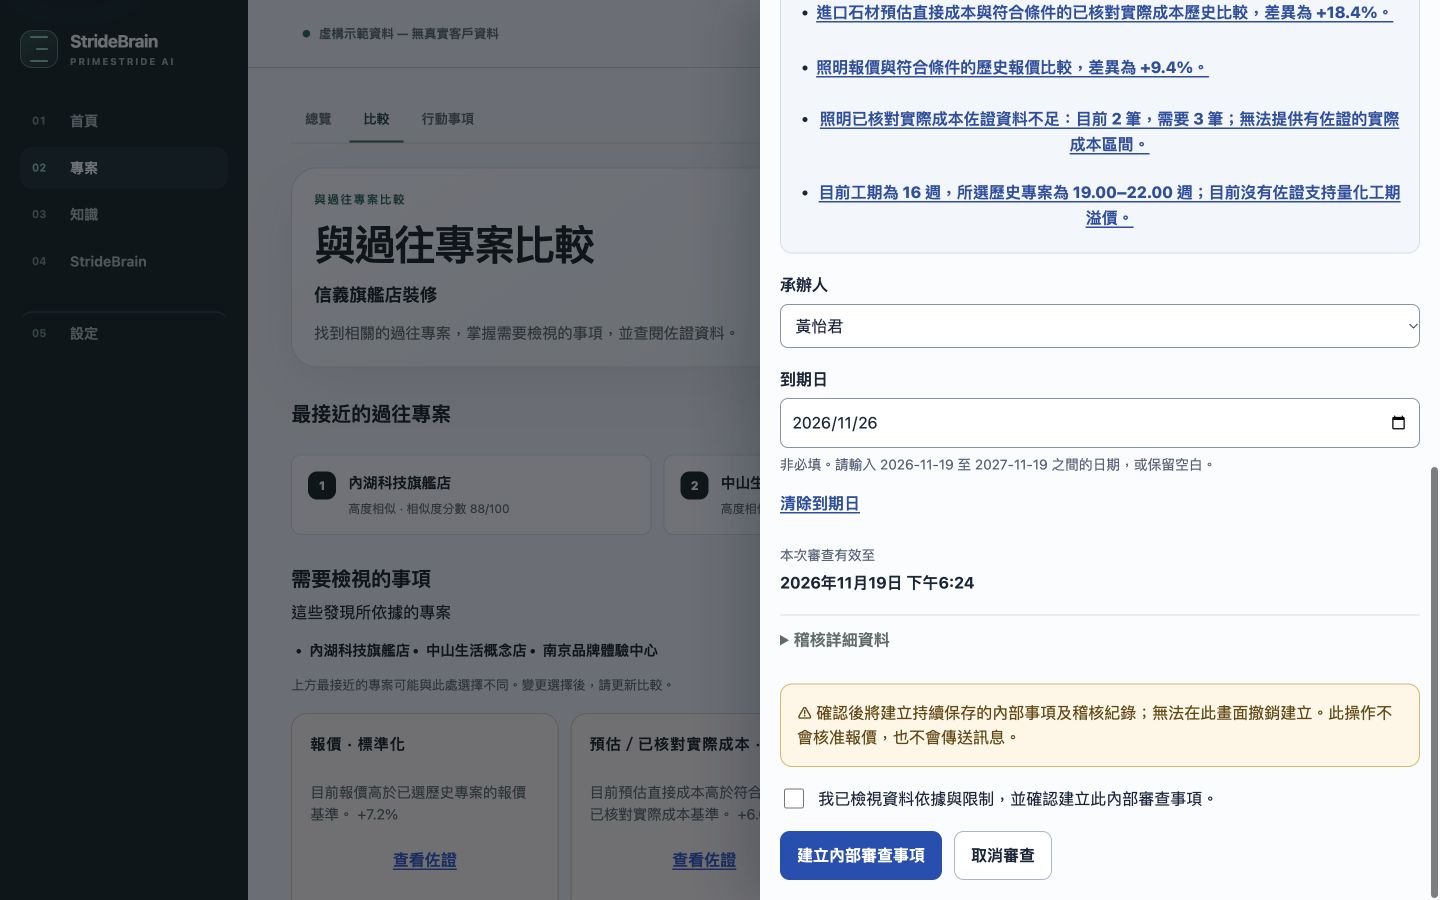 StrideBrain
PRIMESTRIDE AI
01 首頁
02 專案
03 知識
04 StrideBrain
05 設定
虛構示範資料 — 無真實客戶資料
總覽 比較 行動事項
與過往專案比較
與過往專案比較
信義旗艦店裝修
找到相關的過往專案，掌握需要檢視的事項，並查閱佐證資料。
最接近的過往專案
1 內湖科技旗艦店
高度相似 · 相似度分數 88/100
2 中山生
高度相
需要檢視的事項
這些發現所依據的專案
• 內湖科技旗艦店 • 中山生活概念店 • 南京品牌體驗中心
上方最接近的專案可能與此處選擇不同。變更選擇後，請更新比較。
報價 · 標準化
目前報價高於已選歷史專案的報價
基準。 +7.2%
查看佐證
預估 / 已核對實際成本 ·
目前預估直接成本高於符合
已核對實際成本基準。 +6.
查看佐證
• 進口石材預估直接成本與符合條件的已核對實際成本歷史比較，差異為 +18.4%。
• 照明報價與符合條件的歷史報價比較，差異為 +9.4%。
• 照明已核對實際成本佐證資料不足：目前 2 筆，需要 3 筆；無法提供有佐證的實際
成本區間。
• 目前工期為 16 週，所選歷史專案為 19.00–22.00 週；目前沒有佐證支持量化工期
溢價。
承辦人
黃怡君
到期日
2026/11/26
非必填。請輸入 2026-11-19 至 2027-11-19 之間的日期，或保留空白。
清除到期日
本次審查有效至
2026年11月19日 下午6:24
▶ 稽核詳細資料
⚠ 確認後將建立持續保存的內部事項及稽核紀錄；無法在此畫面撤銷建立。此操作不
會核准報價，也不會傳送訊息。
我已檢視資料依據與限制，並確認建立此內部審查事項。
建立內部審查事項 取消審查